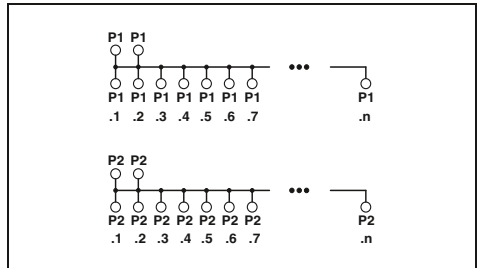 P1 P1
P1 P1 P1 P1 P1 P1 P1 P1
.1 .2 .3 .4 .5 .6 .7 .n
P2 P2
P2 P2 P2 P2 P2 P2 P2 P2
.1 .2 .3 .4 .5 .6 .7 .n